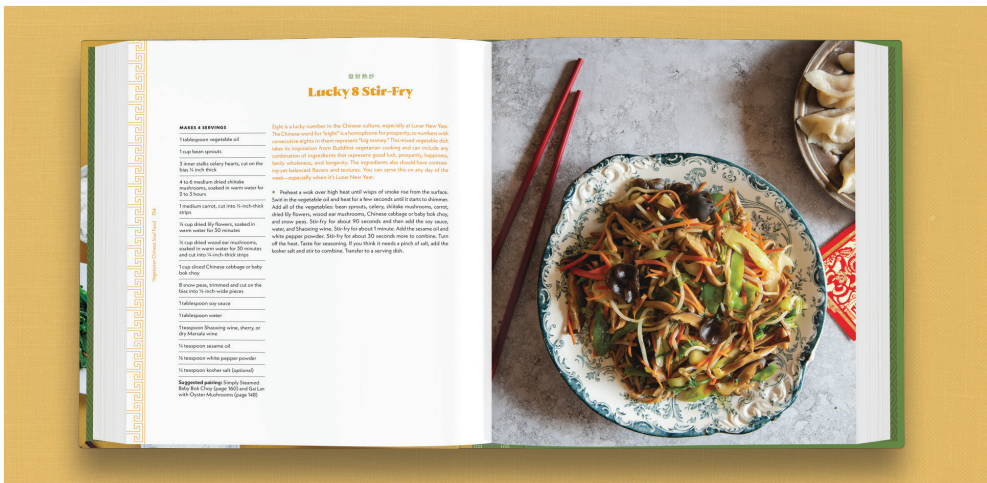 發財熱炒
Lucky 8 Stir-Fry
MAKES 4 SERVINGS
1 tablespoon vegetable oil
1 cup bean sprouts
3 inner stalks celery hearts, cut on the
bias ¼ inch thick
4 to 6 medium dried shiitake
mushrooms, soaked in warm water for
2 to 3 hours
1 medium carrot, cut into ¼-inch-thick
strips
cup dried lily flowers, soaked in
warm water for 30 minutes
cup dried wood ear mushrooms,
soaked in warm water for 30 minutes
and cut into ¼-inch-thick strips
1 cup sliced Chinese cabbage or baby
bok choy
8 snow peas, trimmed and cut on the
bias into ½-inch-wide pieces
1 tablespoon soy sauce
1 tablespoon water
1 teaspoon Shaoxing wine, sherry, or
dry Marsala wine
teaspoon sesame oil
teaspoon white pepper powder
teaspoon kosher salt (optional)
Suggested pairing: Simply Steamed
Baby Bok Choy (page 160) and Gai Lan
with Oyster Mushrooms (page 148)
Eight is a lucky number in the Chinese culture, especially at Lunar New Year.
The Chinese word for "eight" is a homophone for prosperity, so numbers with
consecutive eights in them represent "big money." This mixed vegetable dish
takes its inspiration from Buddhist vegetarian cooking and can include any
combination of ingredients that represent good luck, prosperity, happiness,
family wholeness, and longevity. The ingredients also should have contrast-
ing-yet-balanced flavors and textures. You can serve this on any day of the
week—especially when it's Lunar New Year.
Preheat a wok over high heat until wisps of smoke rise from the surface.
Swirl in the vegetable oil and heat for a few seconds until it starts to shimmer.
Add all of the vegetables: bean sprouts, celery, shiitake mushrooms, carrot,
dried lily flowers, wood ear mushrooms, Chinese cabbage or baby bok choy,
and snow peas. Stir-fry for about 90 seconds and then add the soy sauce,
water, and Shaoxing wine. Stir-fry for about 1 minute. Add the sesame oil and
white pepper powder. Stir-fry for about 30 seconds more to combine. Turn
off the heat. Taste for seasoning. If you think it needs a pinch of salt, add the
kosher salt and stir to combine. Transfer to a serving dish.
Vegetarian Chinese Soul Food 154